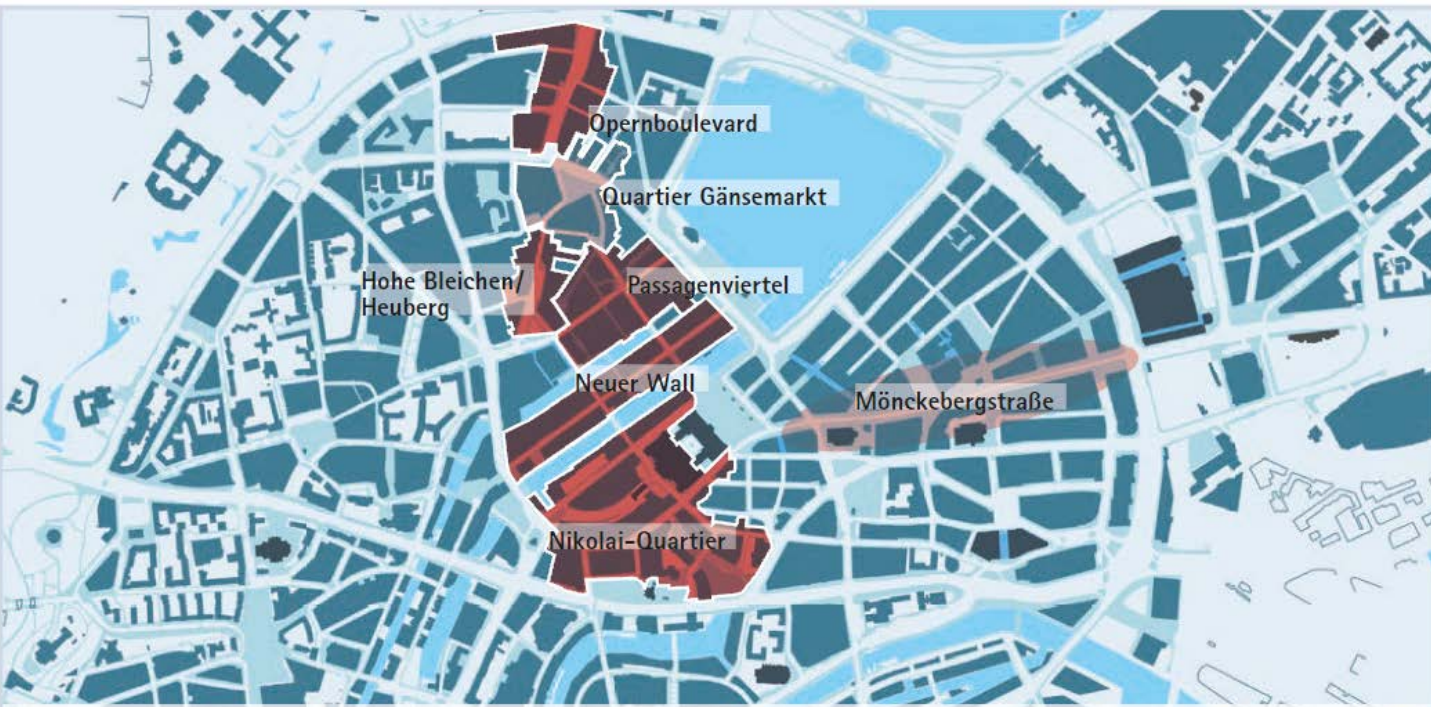 Opernboulevard
Quartier Gänsemarkt
Hohe Bleichen/
Heuberg
Passagenviertel
Neuer Wall
Mönckebergstraße
Nikolai-Quartier